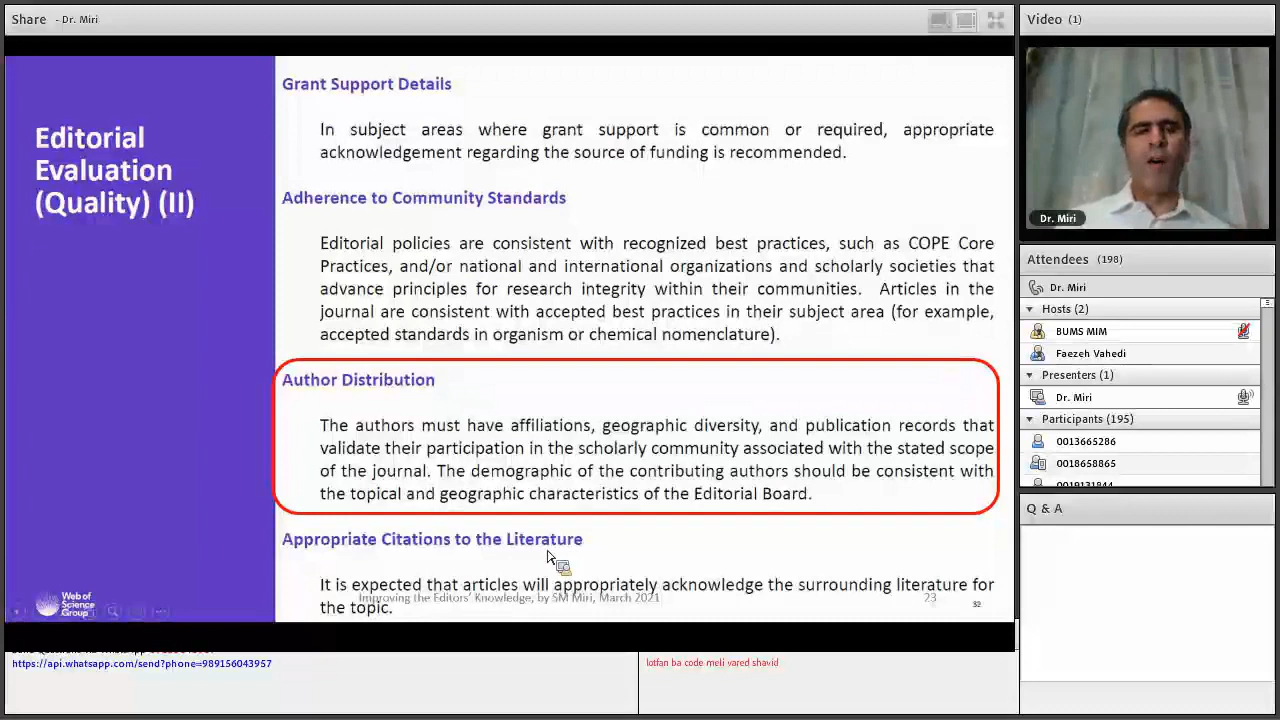 Share - Dr. Miri
Editorial
Evaluation
(Quality) (II)
Web of
Science
Group
Grant Support Details
In subject areas where grant support is common or required, appropriate
acknowledgement regarding the source of funding is recommended.
Adherence to Community Standards
Editorial policies are consistent with recognized best practices, such as COPE Core
Practices, and/or national and international organizations and scholarly societies that
advance principles for research integrity within their communities. Articles in the
journal are consistent with accepted best practices in their subject area (for example,
accepted standards in organism or chemical nomenclature).
Author Distribution
The authors must have affiliations, geographic diversity, and publication records that
validate their participation in the scholarly community associated with the stated scope
of the journal. The demographic of the contributing authors should be consistent with
the topical and geographic characteristics of the Editorial Board.
Appropriate Citations to the Literature
It is expected that articles will appropriately acknowledge the surrounding literature for
the topic.
Improving the Editors' Knowledge, by SM Miri, March 2021
23
32
https://api.whatsapp.com/send?phone=989156043957
lotfan ba code meli vared shavid
Video (1)
Dr. Miri
Attendees (198)
Dr. Miri
Hosts (2)
BUMS MIM
Faezeh Vahedi
Presenters (1)
Dr. Miri
Participants (195)
0013665286
0018658865
Q & A